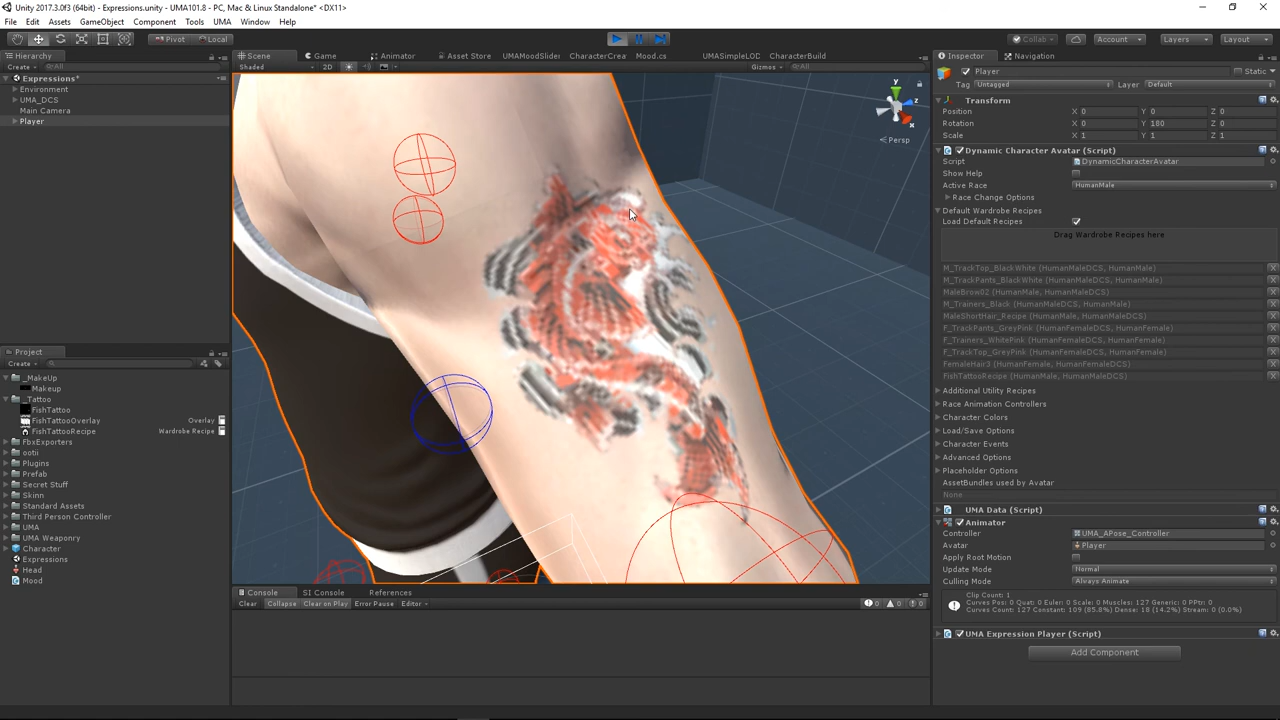 Unity 2017.3.0f3 (64bit) - Expressions.unity - UMA101.8 - PC, Mac & Linux Standalone* <DX11>
File Edit Assets GameObject Component Tools UMA Window Help
Pivot Local Collab Account Layers Layout
Hierarchy
Create All
Expressions*
Environment
UMA_DCS
Main Camera
Player
Project
Create
_MakeUp
Makeup
_Tattoo
FishTattoo
FishTattooOverlay Overlay
FishTattooRecipe Wardrobe Recipe
FbxExporters
ootii
Plugins
Prefab
Secret Stuff
Skinn
Standard Assets
Third Person Controller
UMA
UMA Weaponry
Character
Expressions
Head
Mood
Scene Game Animator Asset Store UMAMoodSlider CharacterCrea Mood.cs UMASimpleLOD CharacterBuild
Shaded 2D Gizmos All
y
z
x
Persp
Console SI Console References
Clear Collapse Clear on Play Error Pause Editor 0 0 0
Inspector Navigation
Player Static
Tag Untagged Layer Default
Transform
Position X 0 Y 0 Z 0
Rotation X 0 Y 180 Z 0
Scale X 1 Y 1 Z 1
Dynamic Character Avatar (Script)
Script DynamicCharacterAvatar
Show Help
Active Race HumanMale
Race Change Options
Default Wardrobe Recipes
Load Default Recipes
Drag Wardrobe Recipes here
M_TrackTop_BlackWhite (HumanMaleDCS, HumanMale) X
M_TrackPants_BlackWhite (HumanMaleDCS, HumanMale) X
MaleBrow02 (HumanMale, HumanMaleDCS) X
M_Trainers_Black (HumanMaleDCS, HumanMale) X
MaleShortHair_Recipe (HumanMale, HumanMaleDCS) X
F_TrackPants_GreyPink (HumanFemaleDCS, HumanFemale) X
F_Trainers_WhitePink (HumanFemaleDCS, HumanFemale) X
F_TrackTop_GreyPink (HumanFemaleDCS, HumanFemale) X
FemaleHair3 (HumanFemale, HumanFemaleDCS) X
FishTattooRecipe (HumanMale, HumanMaleDCS) X
Additional Utility Recipes
Race Animation Controllers
Character Colors
Load/Save Options
Character Events
Advanced Options
Placeholder Options
AssetBundles used by Avatar
None
UMA Data (Script)
Animator
Controller UMA_APose_Controller
Avatar Player
Apply Root Motion
Update Mode Normal
Culling Mode Always Animate
Clip Count: 1
Curves Pos: 0 Quat: 0 Euler: 0 Scale: 0 Muscles: 127 Generic: 0 PPtr: 0
Curves Count: 127 Constant: 109 (85.8%) Dense: 18 (14.2%) Stream: 0 (0.0%)
UMA Expression Player (Script)
Add Component